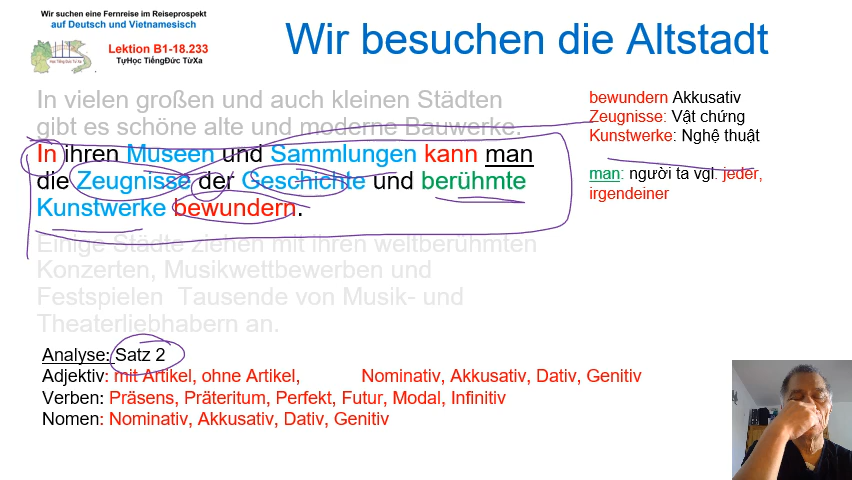 Wir suchen eine Fernreise im Reiseprospekt
auf Deutsch und Vietnamesisch
Lektion B1-18.233
TựHọc TiếngĐức TừXa
Học Tiếng Đức Từ Xa
Wir besuchen die Altstadt
In vielen großen und auch kleinen Städten
gibt es schöne alte und moderne Bauwerke.
In ihren Museen und Sammlungen kann man
die Zeugnisse der Geschichte und berühmte
Kunstwerke bewundern.
Einige Städte ziehen mit ihren weltberühmten
Konzerten, Musikwettbewerben und
Festspielen Tausende von Musik- und
Theaterliebhabern an.
bewundern Akkusativ
Zeugnisse: Vật chứng
Kunstwerke: Nghệ thuật
man: người ta vgl. jeder,
irgendeiner
Analyse: Satz 2
Adjektiv: mit Artikel, ohne Artikel, Nominativ, Akkusativ, Dativ, Genitiv
Verben: Präsens, Präteritum, Perfekt, Futur, Modal, Infinitiv
Nomen: Nominativ, Akkusativ, Dativ, Genitiv